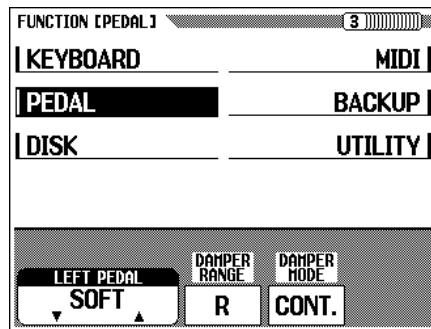 FUNCTION [PEDAL] 3
KEYBOARD MIDI
PEDAL BACKUP
DISK UTILITY
DAMPER RANGE
DAMPER MODE
LEFT PEDAL
SOFT
R
CONT.